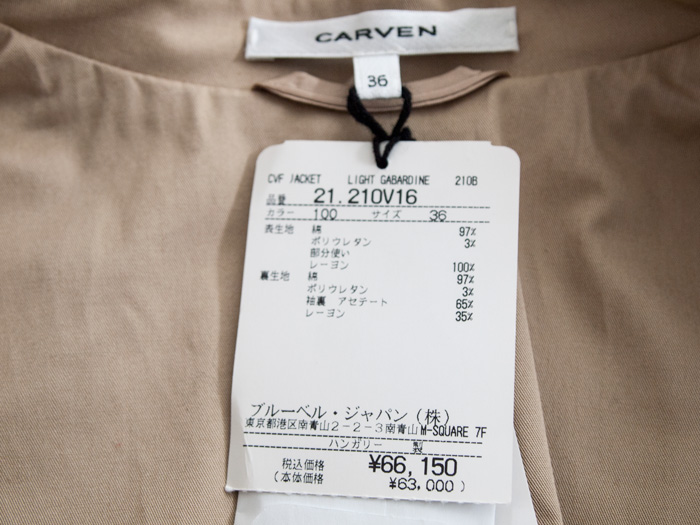 CARVEN
36
CVF JACKET LIGHT GABARDINE 210B
品番 21.210V16
カラー 100 サイズ 36
表生地 綿 97%
ポリウレタン 3%
部分使い
レーヨン 100%
裏生地 綿 97%
ポリウレタン 3%
袖裏 アセテート 65%
レーヨン 35%
ブルーベル・ジャパン(株)
東京都港区南青山2-2-3南青山M-SQUARE 7F
ハンガリー 製
税込価格 ¥66,150
(本体価格 ¥63,000)